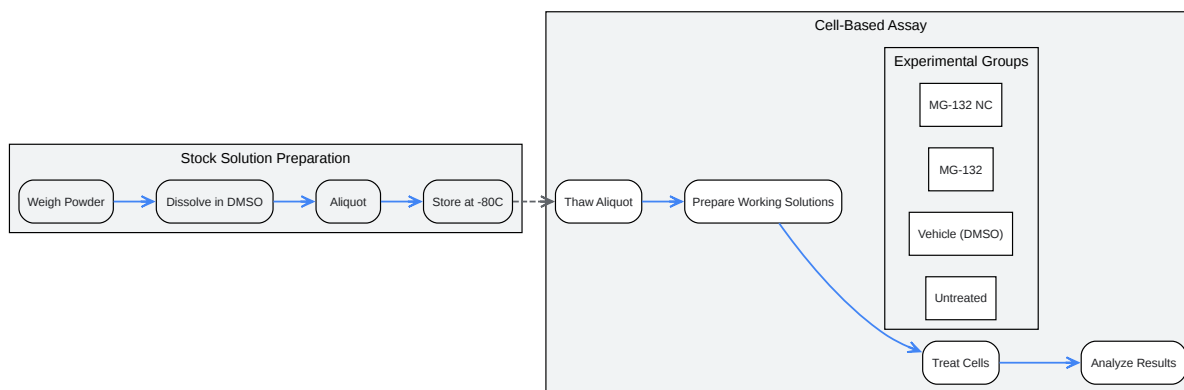 Cell-Based Assay
Experimental Groups
MG-132 NC
MG-132
Vehicle (DMSO)
Untreated
Stock Solution Preparation
Weigh Powder
Dissolve in DMSO
Aliquot
Store at -80C
Thaw Aliquot
Prepare Working Solutions
Treat Cells
Analyze Results